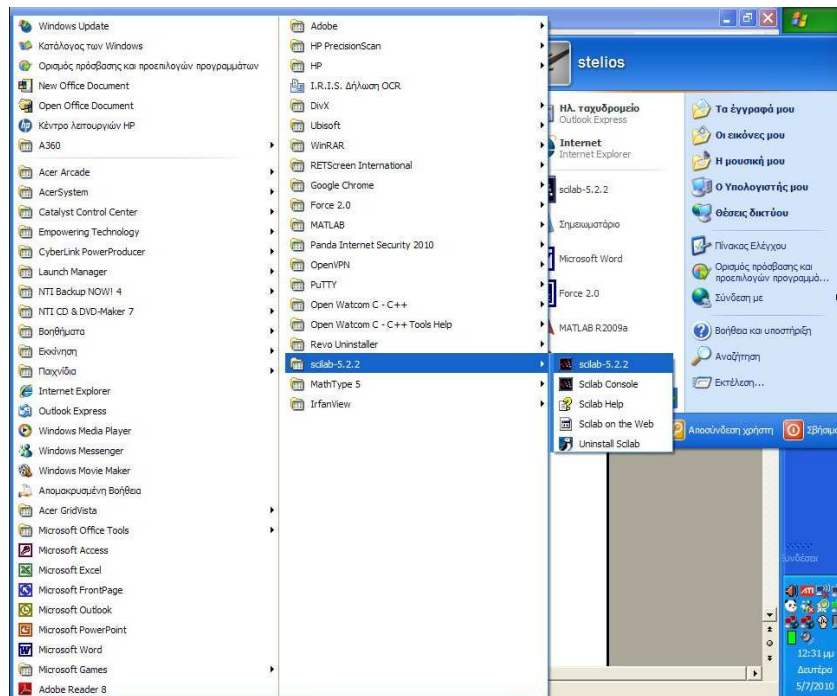 Windows Update
Κατάλογος των Windows
Ορισμός πρόσβασης και προεπιλογών προγραμμάτων
New Office Document
Open Office Document
Κέντρο λειτουργιών HP
A360
Acer Arcade
AcerSystem
Catalyst Control Center
Empowering Technology
CyberLink PowerProducer
Launch Manager
NTI Backup NOW! 4
NTI CD & DVD-Maker 7
Βοηθήματα
Εκκίνηση
Παιχνίδια
Internet Explorer
Outlook Express
Windows Media Player
Windows Messenger
Windows Movie Maker
Απομακρυσμένη Βοήθεια
Acer GridVista
Microsoft Office Tools
Microsoft Access
Microsoft Excel
Microsoft FrontPage
Microsoft Outlook
Microsoft PowerPoint
Microsoft Word
Microsoft Games
Adobe Reader 8
Adobe
HP PrecisionScan
HP
I.R.I.S. Δήλωση OCR
DivX
Ubisoft
WinRAR
RETScreen International
Google Chrome
Force 2.0
MATLAB
Panda Internet Security 2010
OpenVPN
PuTTY
Open Watcom C - C++
Open Watcom C - C++ Tools Help
Revo Uninstaller
scilab-5.2.2
MathType 5
IrfanView
scilab-5.2.2
Scilab Console
Scilab Help
Scilab on the Web
Uninstall Scilab
stelios
Ηλ. ταχυδρομείο
Outlook Express
Internet
Internet Explorer
scilab-5.2.2
Σημειωματάριο
Microsoft Word
Force 2.0
MATLAB R2009a
Τα έγγραφά μου
Οι εικόνες μου
Η μουσική μου
Ο Υπολογιστής μου
Θέσεις δικτύου
Πίνακας Ελέγχου
Ορισμός πρόσβασης και
προεπιλογών προγραμμά...
Σύνδεση με
Βοήθεια και υποστήριξη
Αναζήτηση
Εκτέλεση...
Αποσύνδεση χρήστη
ATI
12:31 μμ
Δευτέρα
5/7/2010